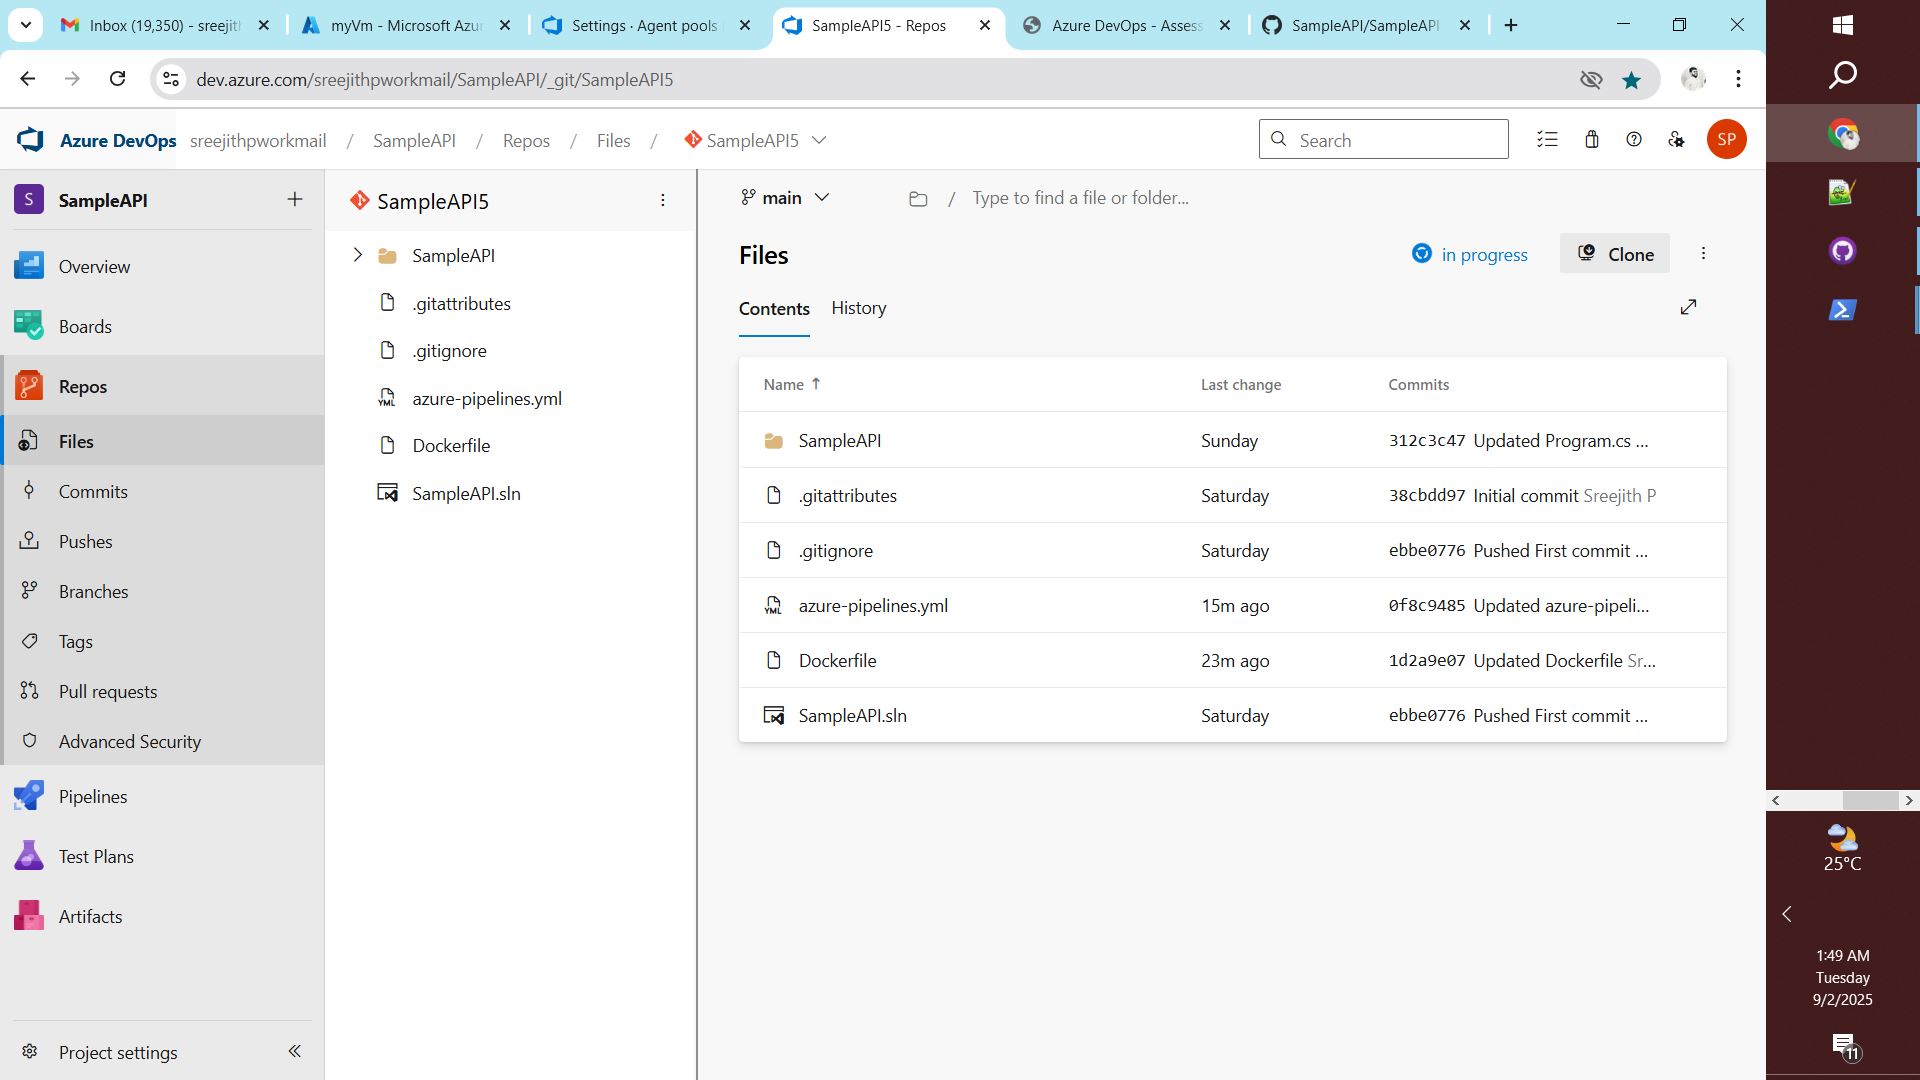 Inbox (19,350) - sreejith
myVm - Microsoft Azur
Settings · Agent pools
SampleAPI5 - Repos
Azure DevOps - Assess
SampleAPI/SampleAPI
dev.azure.com/sreejithpworkmail/SampleAPI/_git/SampleAPI5
Azure DevOps sreejithpworkmail / SampleAPI / Repos / Files / SampleAPI5
Search
SP
S SampleAPI
Overview
Boards
Repos
Files
Commits
Pushes
Branches
Tags
Pull requests
Advanced Security
Pipelines
Test Plans
Artifacts
Project settings
SampleAPI5
SampleAPI
.gitattributes
.gitignore
YML azure-pipelines.yml
Dockerfile
SampleAPI.sln
main / Type to find a file or folder...
Files
in progress
Clone
Contents History
Name Last change Commits
SampleAPI Sunday 312c3c47 Updated Program.cs ...
.gitattributes Saturday 38cbdd97 Initial commit Sreejith P
.gitignore Saturday ebbe0776 Pushed First commit ...
YML azure-pipelines.yml 15m ago 0f8c9485 Updated azure-pipeli...
Dockerfile 23m ago 1d2a9e07 Updated Dockerfile Sr...
SampleAPI.sln Saturday ebbe0776 Pushed First commit ...
25°C
1:49 AM
Tuesday
9/2/2025
11